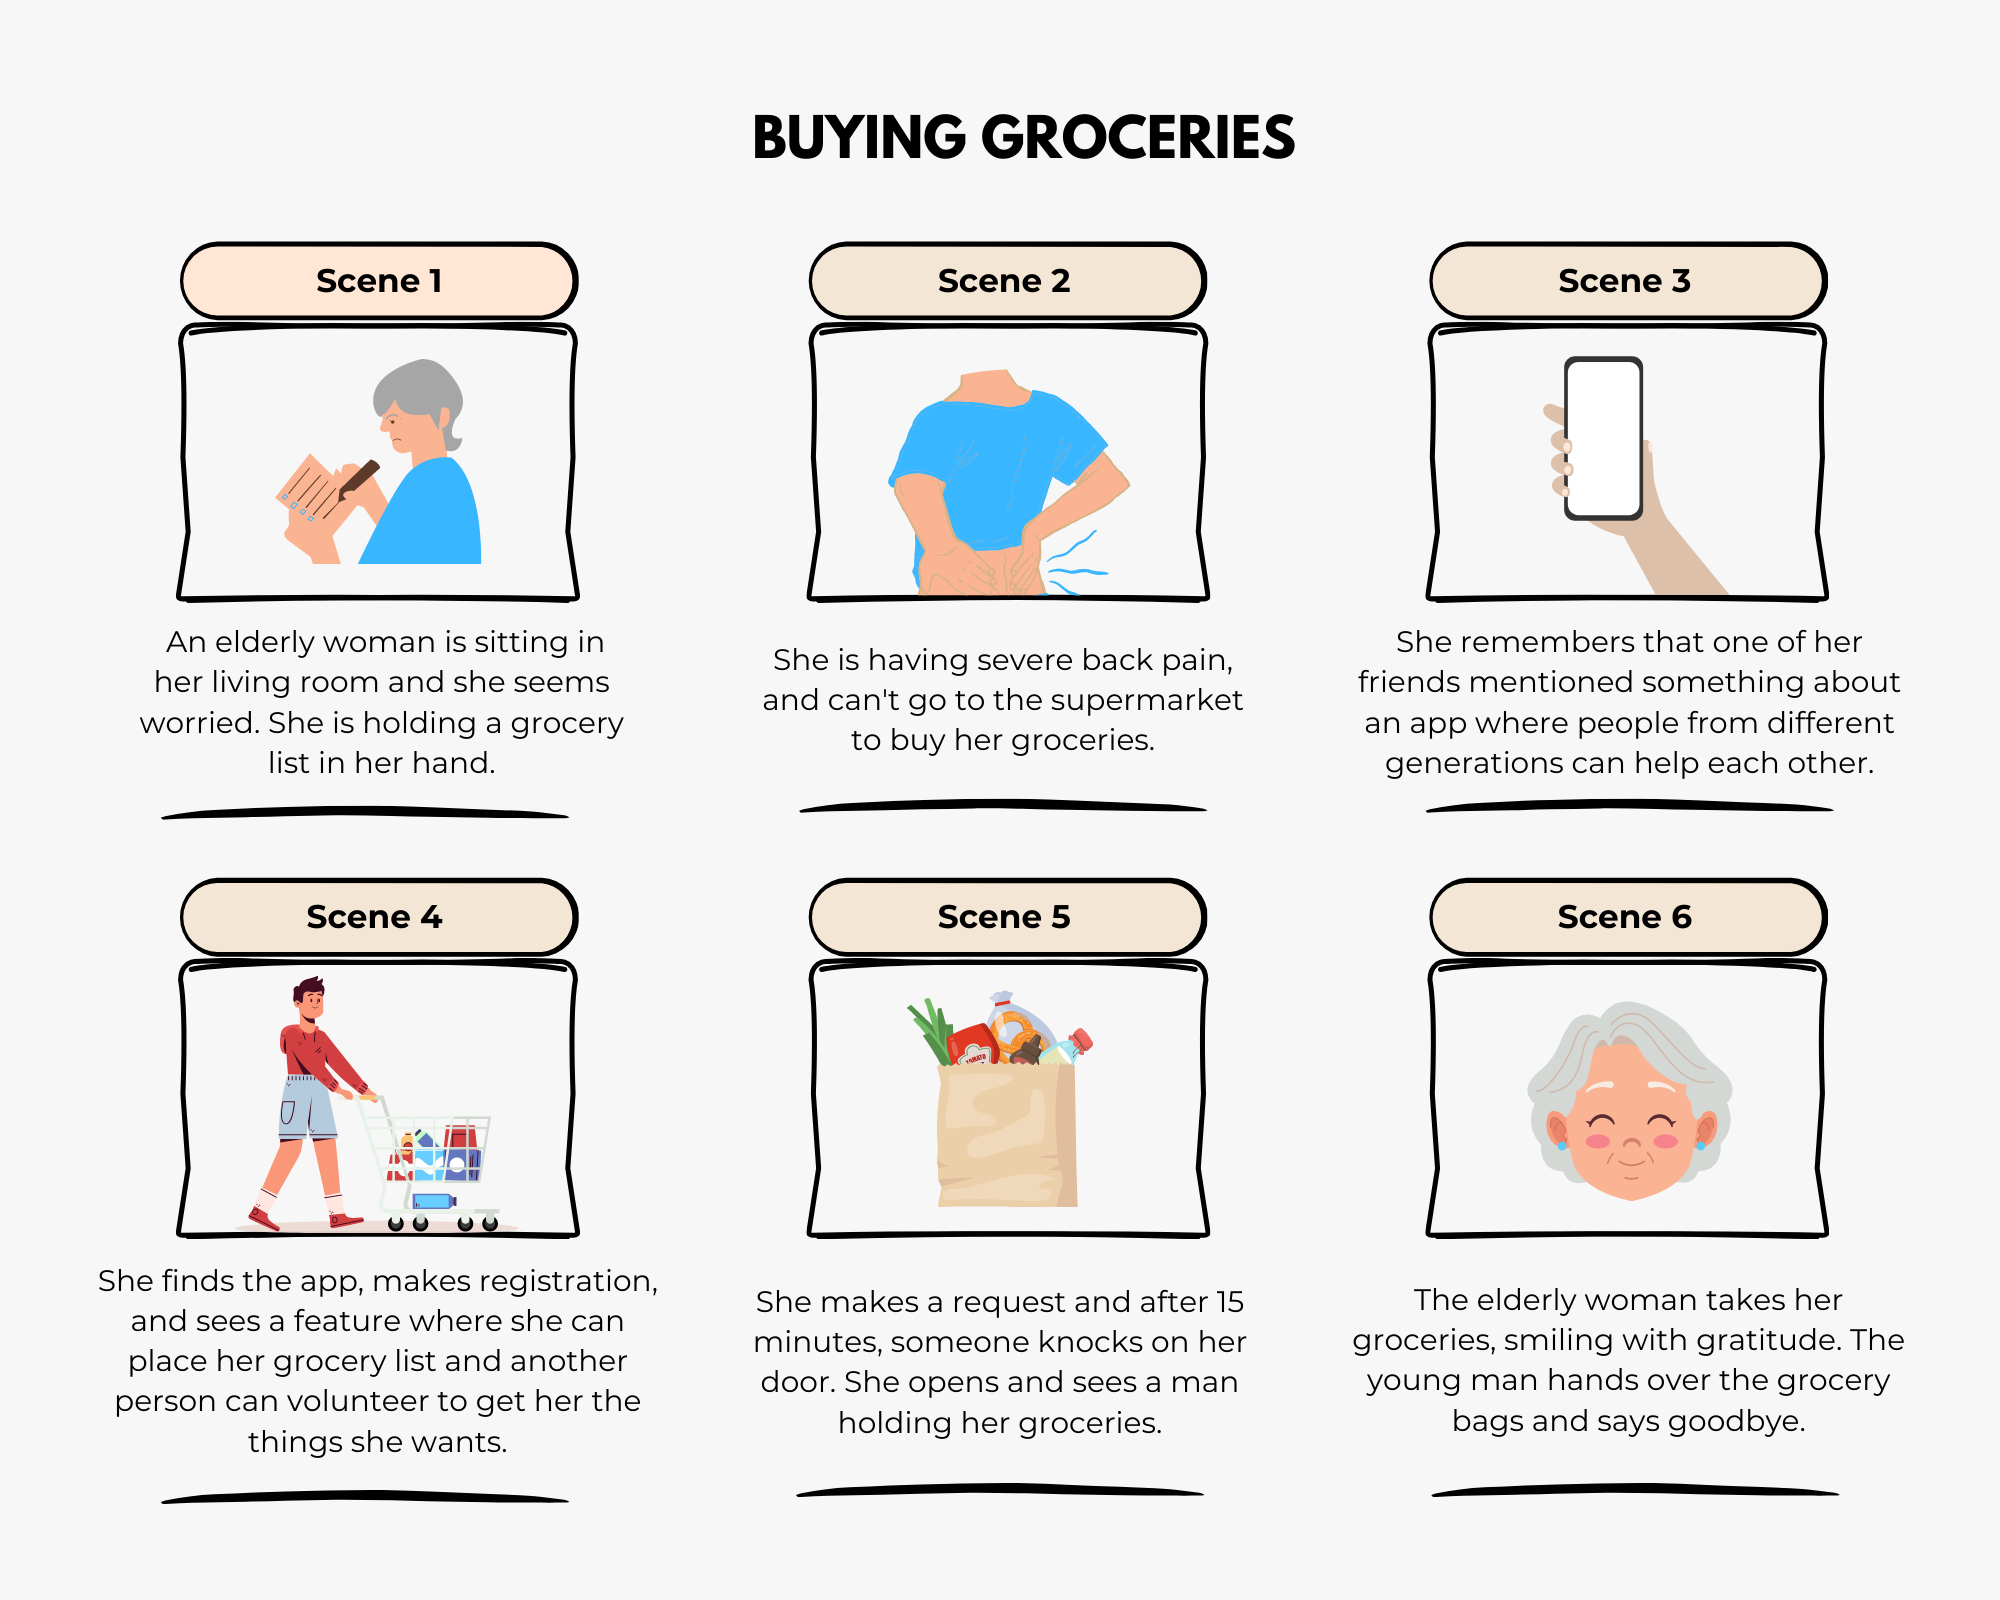 BUYING GROCERIES
Scene 1
An elderly woman is sitting in
her living room and she seems
worried. She is holding a grocery
list in her hand.
Scene 2
She is having severe back pain,
and can't go to the supermarket
to buy her groceries.
Scene 3
She remembers that one of her
friends mentioned something about
an app where people from different
generations can help each other.
Scene 4
She finds the app, makes registration,
and sees a feature where she can
place her grocery list and another
person can volunteer to get her the
things she wants.
Scene 5
TOMATO
She makes a request and after 15
minutes, someone knocks on her
door. She opens and sees a man
holding her groceries.
Scene 6
The elderly woman takes her
groceries, smiling with gratitude. The
young man hands over the grocery
bags and says goodbye.